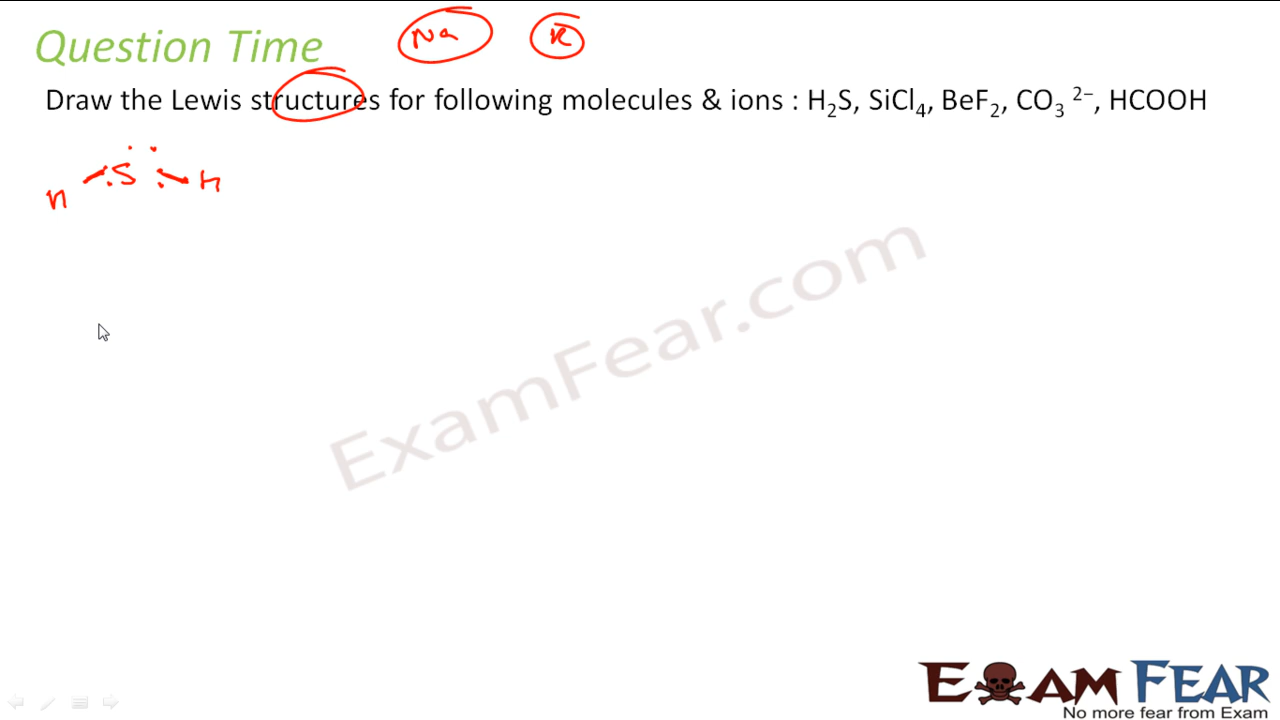 Question Time
Na
Draw the Lewis structures for following molecules & ions : H₂S, SiCl₄, BeF₂, CO₃ ²⁻, HCOOH
S
H
ExamFear.com
EXAM FEAR
No more fear from Exam